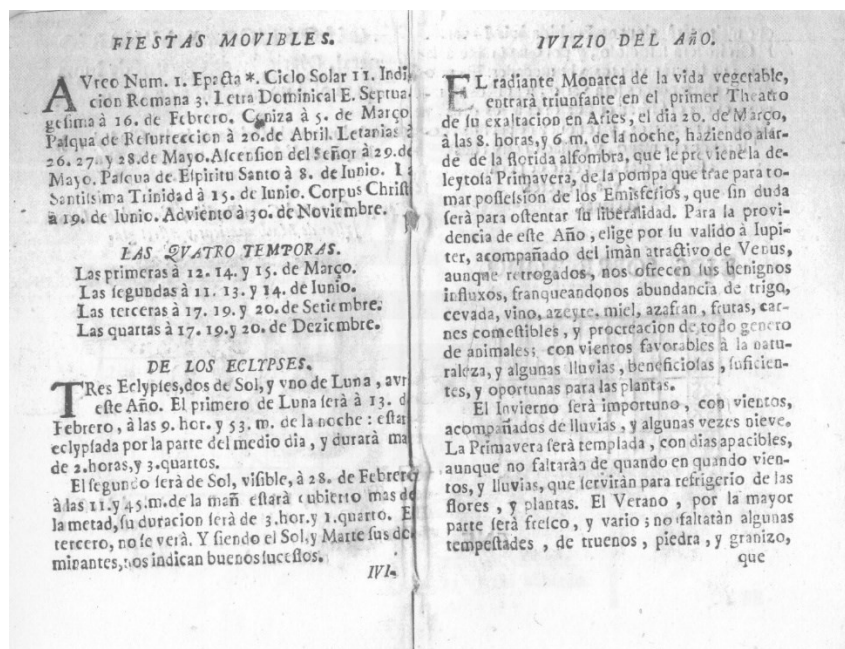 FIESTAS MOVIBLES.
AVreo Num. 1. Epacta *. Ciclo Solar 11. Indi
cion Romana 3. Letra Dominical E. Septua-
gesima à 16. de Febrero. Ceniza à 5. de Março
Pasqua de Resurreccion à 20. de Abril. Letanias à
26. 27. y 28. de Mayo. Ascension del Señor à 29. de
Mayo. Pascua de Espiritu Santo à 8. de Iunio. La
Santissima Trinidad à 15. de Iunio. Corpus Christi
à 19. de Iunio. Adviento à 30. de Noviembre.
LAS QVATRO TEMPORAS.
Las primeras à 12. 14. y 15. de Março.
Las segundas à 11. 13. y 14. de Iunio.
Las terceras à 17. 19. y 20. de Setiembre.
Las quartas à 17. 19. y 20. de Deziembre.
DE LOS ECLYPSES.
TRes Eclypses, dos de Sol, y vno de Luna, avr
este Año. El primero de Luna serà à 13. d
Febrero, à las 9. hor. y 53. m. de la noche: estar
eclypsada por la parte del medio dia, y durarà ma
de 2. horas, y 3. quartos.
El segundo serà de Sol, visible, à 28. de Febrero
à las 11. y 45. m. de la mañ estarà cubierto mas de
la metad, su duracion serà de 3. hor. y 1. quarto. E
tercero, no se verà. Y siendo el Sol, y Marte sus do
minantes, nos indican buenos sucessos.
IVI-
IVIZIO DEL Año.
EL radiante Monarca de la vida vegetable,
entrarà triunfante en el primer Theatro
de su exaltacion en Aries, el dia 20. de Março,
à las 8. horas, y 6. m. de la noche, haziendo alar-
de de la florida alfombra, que le previene la de-
leytosa Primavera, de la pompa que trae para to-
mar possession de los Emisferios, que sin duda
serà para ostentar su liberalidad. Para la provi-
dencia de este Año, elige por su valido à Iupi-
ter, acompañado del imàn atractivo de Venus,
aunque retrogados, nos ofrecen sus benignos
influxos, franqueandonos abundancia de trigo,
cevada, vino, azeyte, miel, azafran, frutas, car-
nes comestibles, y procreacion de todo genero
de animales; con vientos favorables à la natu-
raleza, y algunas lluvias, beneficiosas, suficien-
tes, y oportunas para las plantas.
El Invierno serà importuno, con vientos,
acompañados de lluvias, y algunas vezes nieve.
La Primavera serà templada, con dias apacibles,
aunque no faltaràn de quando en quando vien-
tos, y lluvias, que serviràn para refrigerio de las
flores, y plantas. El Verano, por la mayor
parte serà fresco, y vario; no faltaràn algunas
tempestades, de truenos, piedra, y granizo,
que